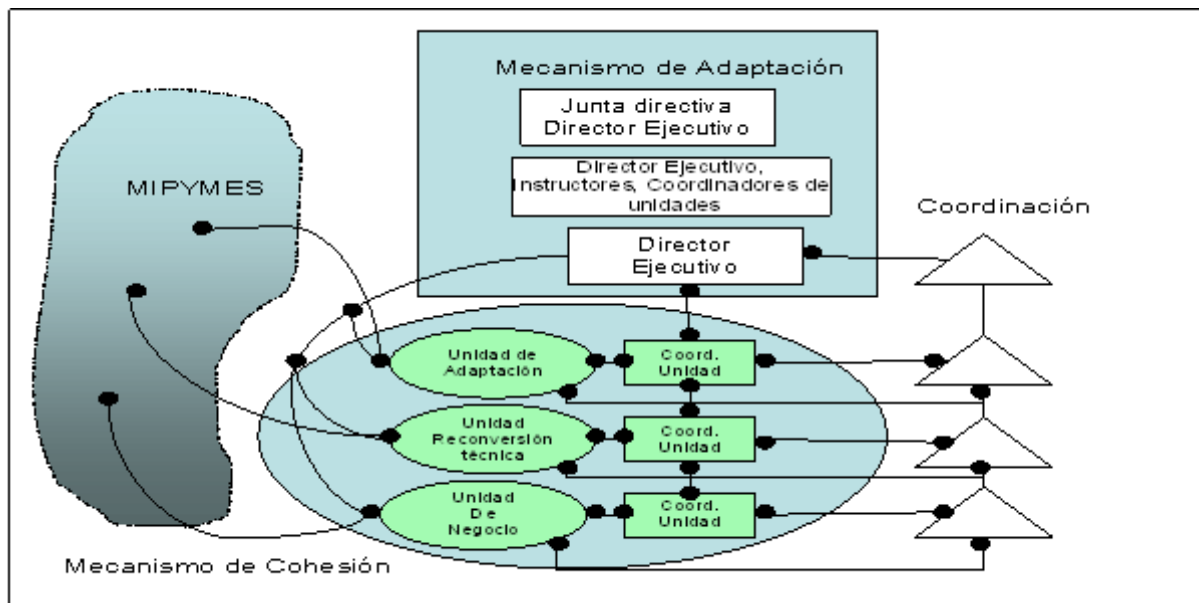 Mecanismo de Adaptación
Junta directiva
Director Ejecutivo
Director Ejecutivo,
Instructores, Coordinadores de
unidades
MIPYMES
Coordinación
Director
Ejecutivo
Unidad de
Adaptación
Coord.
Unidad
Unidad
Reconversión
técnica
Coord.
Unidad
Unidad
De
Negocio
Coord.
Unidad
Mecanismo de Cohesión